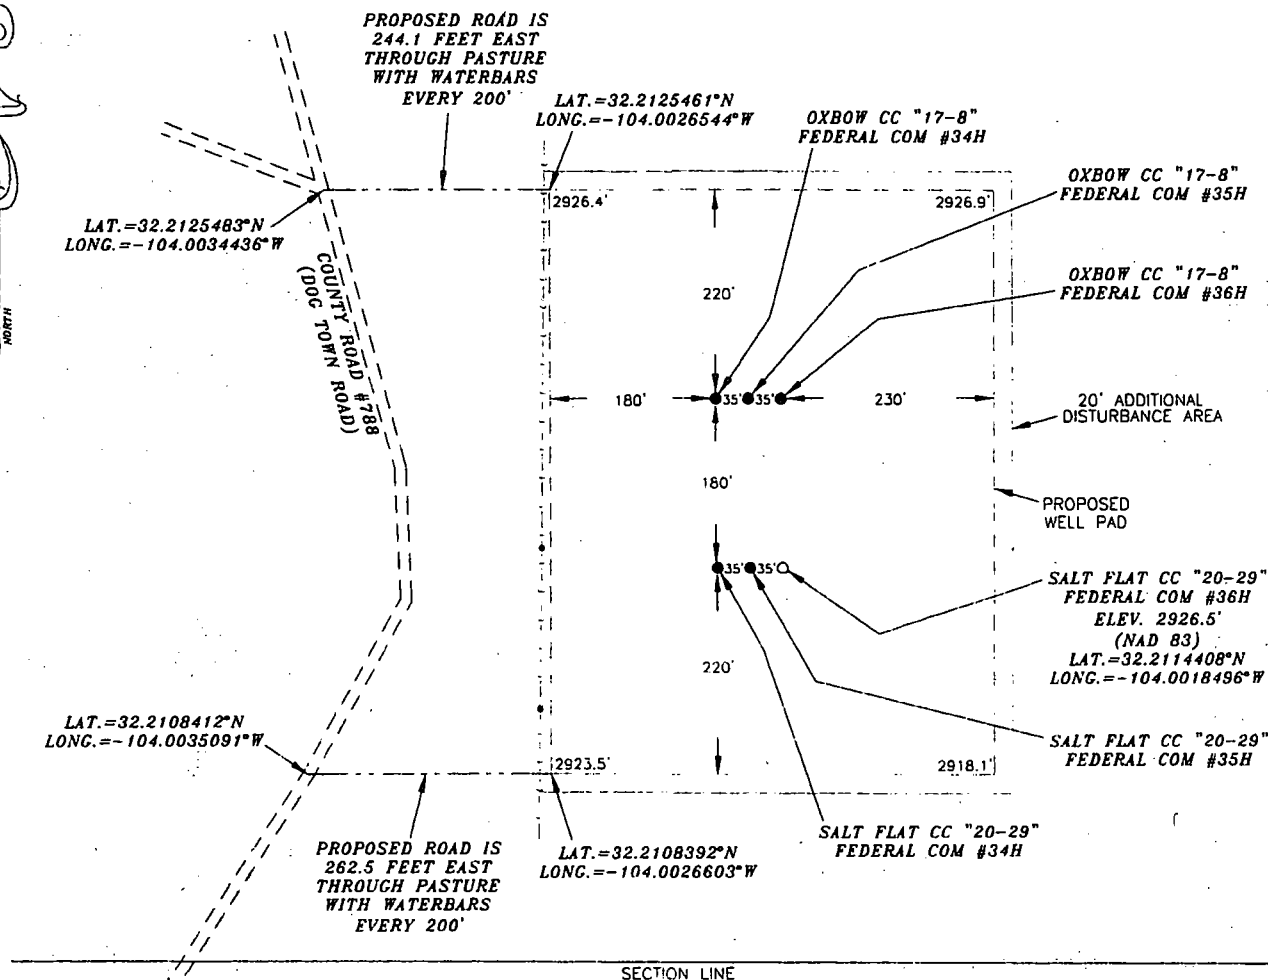 PROPOSED ROAD IS
244.1 FEET EAST
THROUGH PASTURE
WITH WATERBARS
EVERY 200'
LAT.=32.2125461°N
LONG.=-104.0026544°W
OXBOW CC "17-8"
FEDERAL COM #34H
OXBOW CC "17-8"
FEDERAL COM #35H
LAT.=32.2125483°N
LONG.=-104.0034436°W
2926.4'
2926.9'
OXBOW CC "17-8"
FEDERAL COM #36H
NORTH
COUNTY ROAD #788
(DOG TOWN ROAD)
220'
180'
35'
35'
230'
20' ADDITIONAL
DISTURBANCE AREA
180'
PROPOSED
WELL PAD
35'
35'
SALT FLAT CC "20-29"
FEDERAL COM #36H
ELEV. 2926.5'
(NAD 83)
LAT.=32.2114408°N
LONG.=-104.0018496°W
220'
LAT.=32.2108412°N
LONG.=-104.0035091°W
SALT FLAT CC "20-29"
FEDERAL COM #35H
2923.5'
2918.1'
SALT FLAT CC "20-29"
FEDERAL COM #34H
PROPOSED ROAD IS
262.5 FEET EAST
THROUGH PASTURE
WITH WATERBARS
EVERY 200'
LAT.=32.2108392°N
LONG.=-104.0026603°W
SECTION LINE